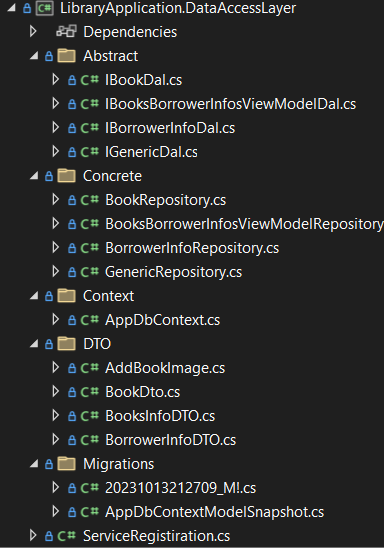 C# LibraryApplication.DataAccessLayer
Dependencies
Abstract
C# IBookDal.cs
C# IBooksBorrowerInfosViewModelDal.cs
C# IBorrowerInfoDal.cs
C# IGenericDal.cs
Concrete
C# BookRepository.cs
C# BooksBorrowerInfosViewModelRepository
C# BorrowerInfoRepository.cs
C# GenericRepository.cs
Context
C# AppDbContext.cs
DTO
C# AddBookImage.cs
C# BookDto.cs
C# BooksInfoDTO.cs
C# BorrowerInfoDTO.cs
Migrations
C# 20231013212709_M!.cs
C# AppDbContextModelSnapshot.cs
C# ServiceRegistiration.cs